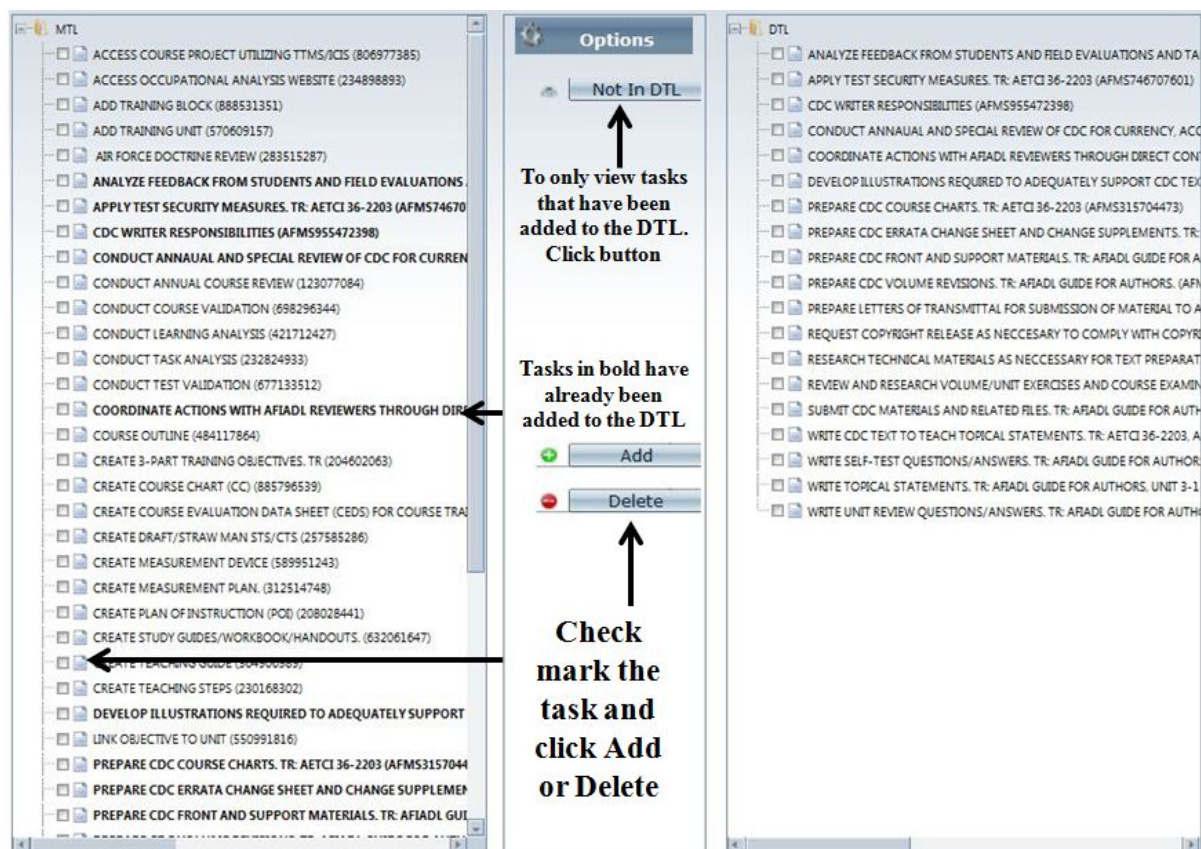 MTL
ACCESS COURSE PROJECT UTILIZING TTMS/ICIS (806977385)
ACCESS OCCUPATIONAL ANALYSIS WEBSITE (234898893)
ADD TRAINING BLOCK (888531351)
ADD TRAINING UNIT (570609157)
AIR FORCE DOCTRINE REVIEW (283515287)
ANALYZE FEEDBACK FROM STUDENTS AND FIELD EVALUATIONS
APPLY TEST SECURITY MEASURES. TR: AETCI 36-2203 (AFMS74670
CDC WRITER RESPONSIBILITIES (AFMS955472398)
CONDUCT ANNAUAL AND SPECIAL REVIEW OF CDC FOR CURREN
CONDUCT ANNUAL COURSE REVIEW (123077084)
CONDUCT COURSE VALIDATION (698296344)
CONDUCT LEARNING ANALYSIS (421712427)
CONDUCT TASK ANALYSIS (232824933)
CONDUCT TEST VALIDATION (677133512)
COORDINATE ACTIONS WITH AFIADL REVIEWERS THROUGH DIRE
COURSE OUTLINE (484117864)
CREATE 3-PART TRAINING OBJECTIVES. TR (204602063)
CREATE COURSE CHART (CC) (885796539)
CREATE COURSE EVALUATION DATA SHEET (CEDS) FOR COURSE TRAI
CREATE DRAFT/STRAW MAN STS/CTS (257585286)
CREATE MEASUREMENT DEVICE (589951243)
CREATE MEASUREMENT PLAN. (312514748)
CREATE PLAN OF INSTRUCTION (POI) (208028441)
CREATE STUDY GUIDES/WORKBOOK/HANDOUTS. (632061647)
CREATE TEACHING GUIDE
CREATE TEACHING STEPS (230168302)
DEVELOP ILLUSTRATIONS REQUIRED TO ADEQUATELY SUPPORT
LINK OBJECTIVE TO UNIT (550991816)
PREPARE CDC COURSE CHARTS. TR: AETCI 36-2203 (AFMS3157044
PREPARE CDC ERRATA CHANGE SHEET AND CHANGE SUPPLEMEN
PREPARE CDC FRONT AND SUPPORT MATERIALS. TR: AFIADL GUI
Options
Not In DTL
To only view tasks
that have been
added to the DTL.
Click button
Tasks in bold have
already been
added to the DTL
Add
Delete
Check
mark the
task and
click Add
or Delete
DTL
ANALYZE FEEDBACK FROM STUDENTS AND FIELD EVALUATIONS AND TA
APPLY TEST SECURITY MEASURES. TR: AETCI 36-2203 (AFMS746707601)
CDC WRITER RESPONSIBILITIES (AFMS955472398)
CONDUCT ANNAUAL AND SPECIAL REVIEW OF CDC FOR CURRENCY, ACC
COORDINATE ACTIONS WITH AFIADL REVIEWERS THROUGH DIRECT CON
DEVELOP ILLUSTRATIONS REQUIRED TO ADEQUATELY SUPPORT CDC TEX
PREPARE CDC COURSE CHARTS. TR: AETCI 36-2203 (AFMS315704473)
PREPARE CDC ERRATA CHANGE SHEET AND CHANGE SUPPLEMENTS. TR:
PREPARE CDC FRONT AND SUPPORT MATERIALS. TR: AFIADL GUIDE FOR A
PREPARE CDC VOLUME REVISIONS. TR: AFIADL GUIDE FOR AUTHORS. (AFM
PREPARE LETTERS OF TRANSMITTAL FOR SUBMISSION OF MATERIAL TO A
REQUEST COPYRIGHT RELEASE AS NECCESARY TO COMPLY WITH COPYRI
RESEARCH TECHNICAL MATERIALS AS NECCESSARY FOR TEXT PREPARAT
REVIEW AND RESEARCH VOLUME/UNIT EXERCISES AND COURSE EXAMIN
SUBMIT CDC MATERIALS AND RELATED FILES. TR: AFIADL GUIDE FOR AUTH
WRITE CDC TEXT TO TEACH TOPICAL STATEMENTS. TR: AETCI 36-2203, A
WRITE SELF-TEST QUESTIONS/ANSWERS. TR: AFIADL GUIDE FOR AUTHOR
WRITE TOPICAL STATEMENTS. TR: AFIADL GUIDE FOR AUTHORS, UNIT 3-1
WRITE UNIT REVIEW QUESTIONS/ANSWERS. TR: AFIADL GUIDE FOR AUTH